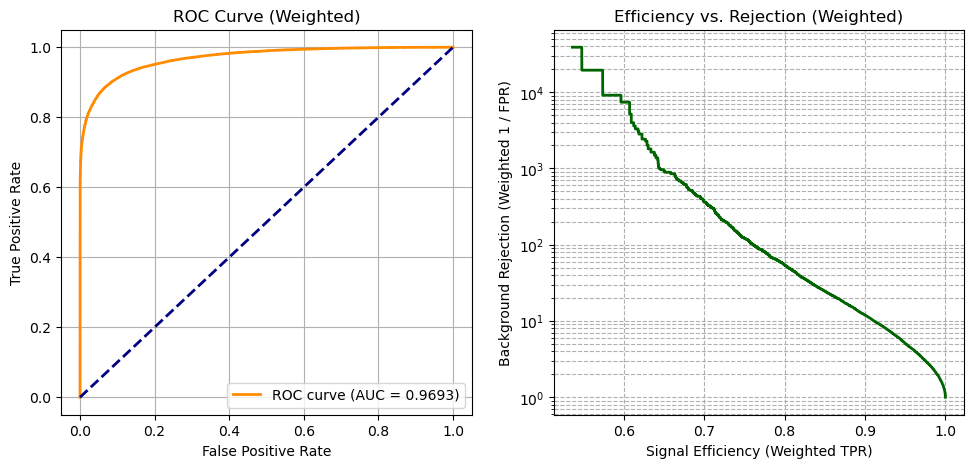 ROC Curve (Weighted)
True Positive Rate
1.0
0.8
0.6
0.4
0.2
0.0
ROC curve (AUC = 0.9693)
0.0 0.2 0.4 0.6 0.8 1.0
False Positive Rate
Efficiency vs. Rejection (Weighted)
Background Rejection (Weighted 1 / FPR)
10⁴
10³
10²
10¹
10⁰
0.6 0.7 0.8 0.9 1.0
Signal Efficiency (Weighted TPR)